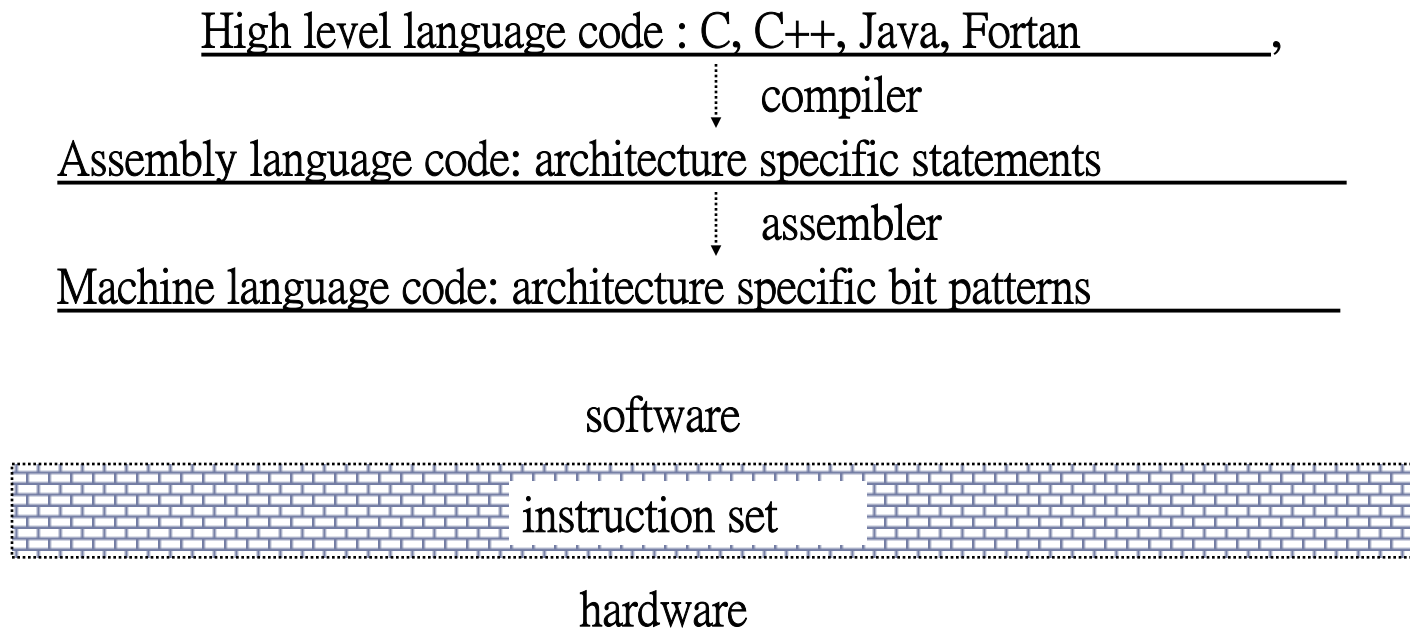 High level language code : C, C++, Java, Fortan ,
compiler
Assembly language code: architecture specific statements
assembler
Machine language code: architecture specific bit patterns
software
instruction set
hardware